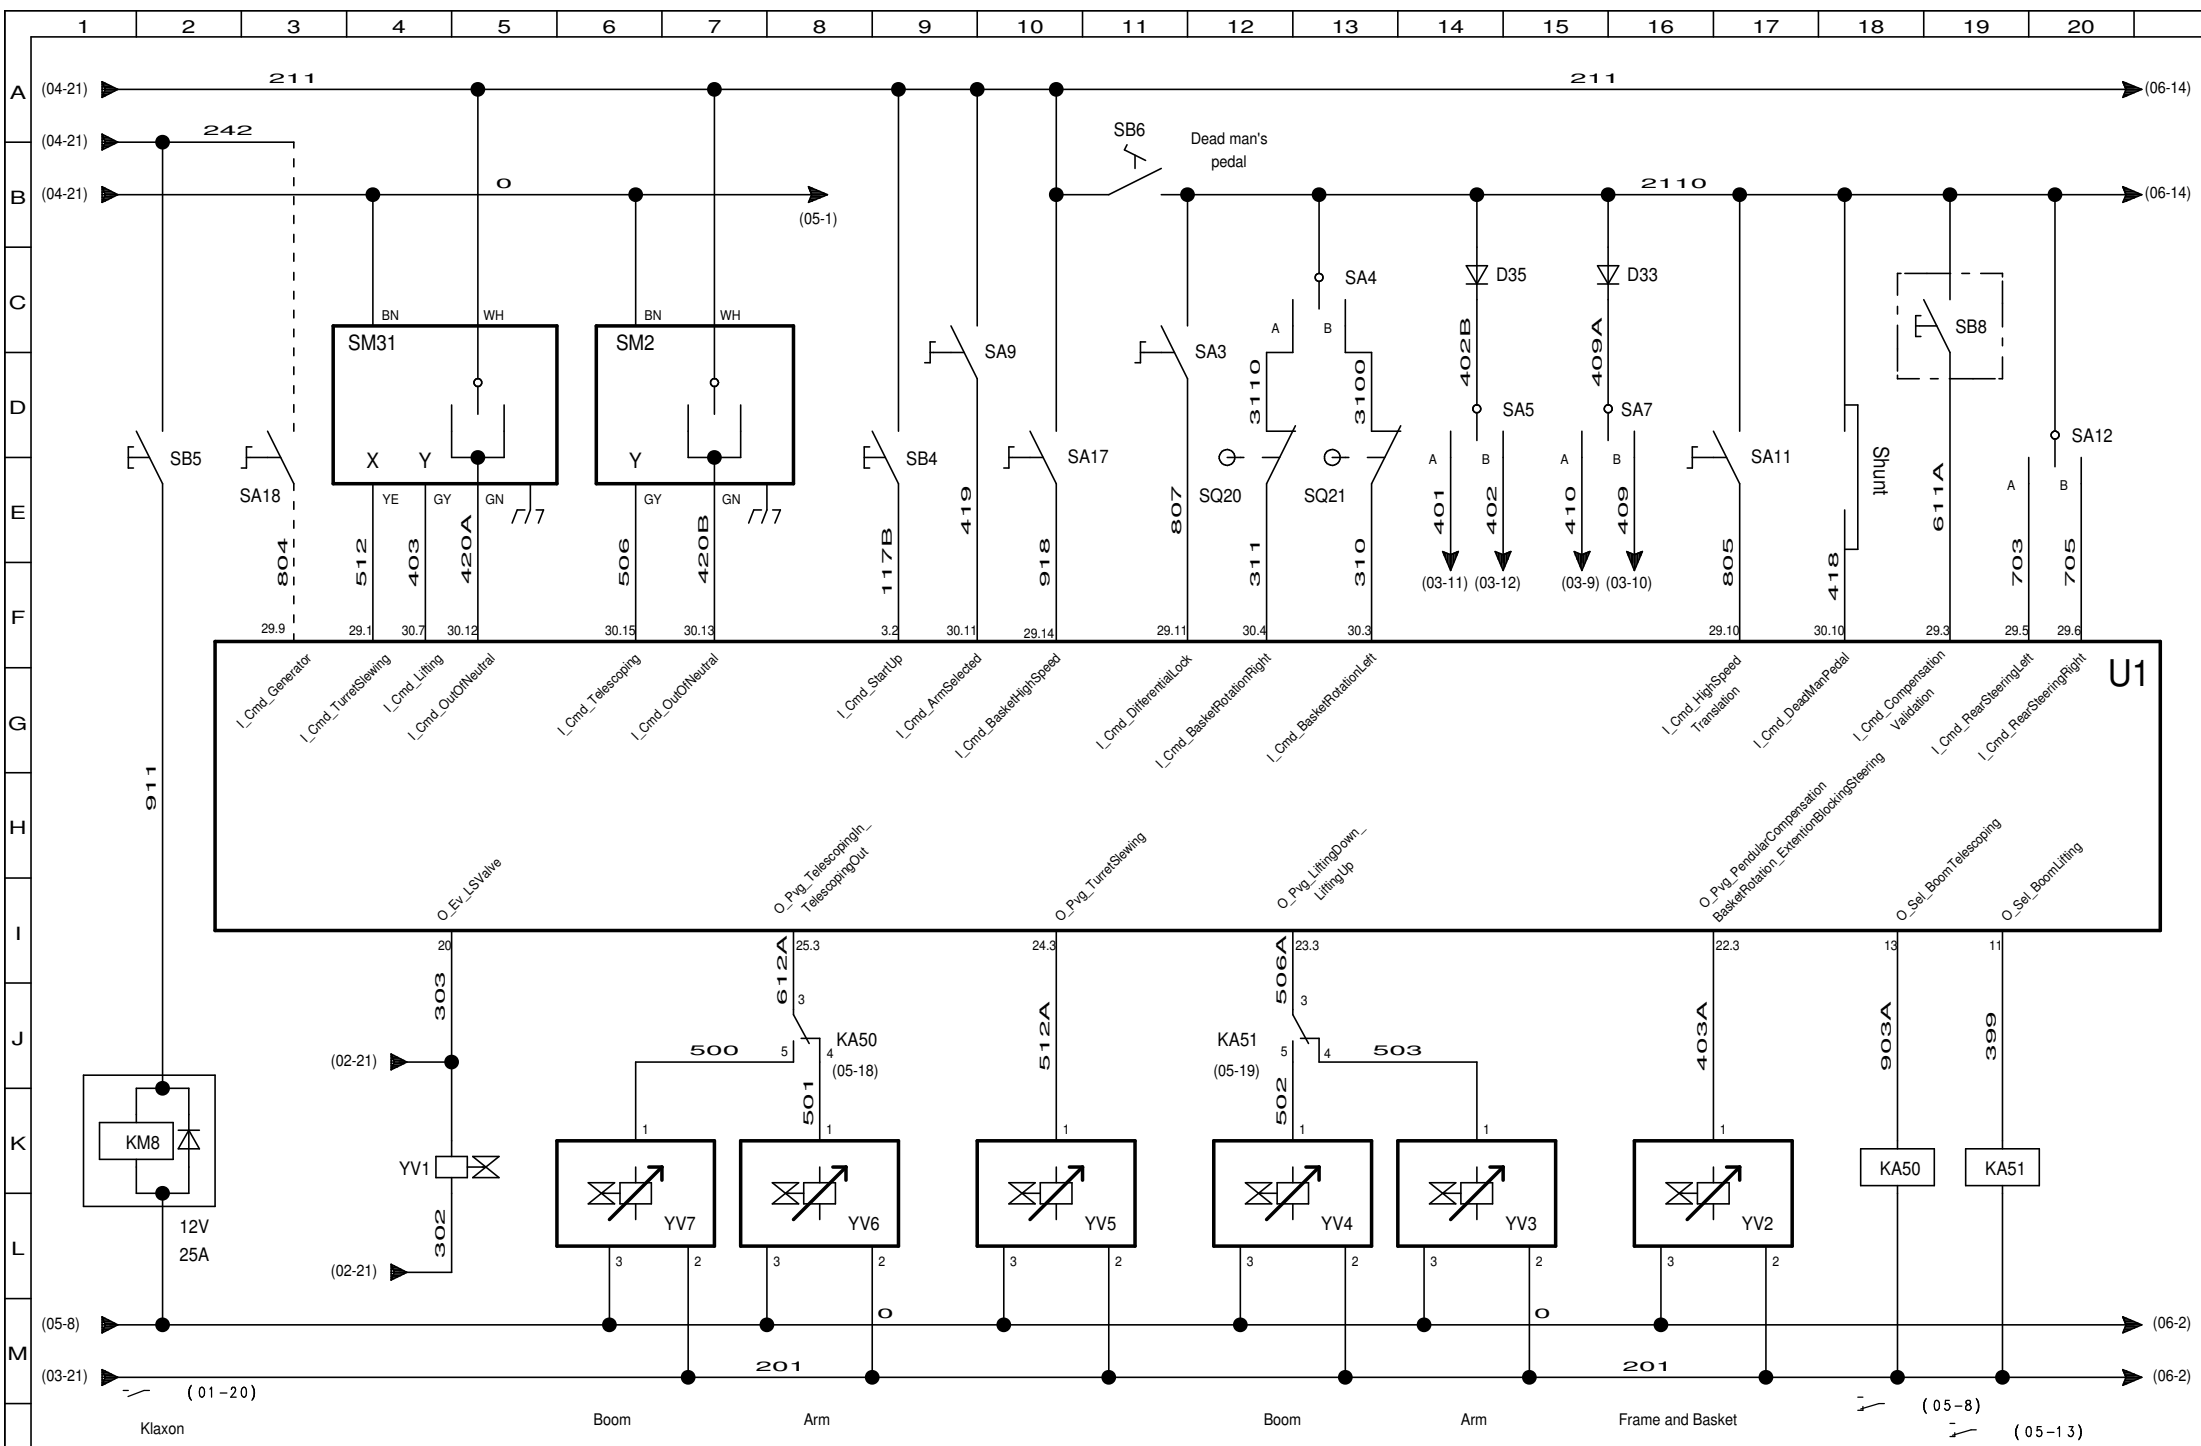 1 2 3 4 5 6 7 8 9 10 11 12 13 14 15 16 17 18 19 20
A (04-21) 211 211 (06-14)
(04-21) 242
SB6 Dead man's
pedal
B (04-21) 0 2110 (06-14)
(05-1)
C SA4 D35 D33
BN WH BN WH A B SB8
SM31 SM2 SA9 SA3
402B 409A
D 3110 3100 SA5 SA7
SB5 SA18 X Y Y SB4 SA17 SQ20 SQ21 A B A B SA11 Shunt SA12
E YE GY GN GY GN A B
804 512 403 420A 506 420B 117B 419 918 807 311 310 401 402 410 409 805 418 611A 703 705
(03-11) (03-12) (03-9) (03-10)
F
29.9 29.1 30.7 30.12 30.15 30.13 3.2 30.11 29.14 29.11 30.4 30.3 29.10 30.10 29.3 29.5 29.6
U1
G
I_Cmd_Generator
I_Cmd_TurretSlewing
I_Cmd_Lifting
I_Cmd_OutOfNeutral
I_Cmd_Telescoping
I_Cmd_OutOfNeutral
I_Cmd_StartUp
I_Cmd_ArmSelected
I_Cmd_BasketHighSpeed
I_Cmd_DifferentialLock
I_Cmd_BasketRotationRight
I_Cmd_BasketRotationLeft
I_Cmd_HighSpeed
Translation
I_Cmd_DeadManPedal
I_Cmd_Compensation
Validation
I_Cmd_RearSteeringLeft
I_Cmd_RearSteeringRight
911
H
O_Ev_LSValve
O_Pvg_TelescopingIn_
TelescopingOut
O_Pvg_TurretSlewing
O_Pvg_LiftingDown_
LiftingUp
O_Pvg_PendularCompensation
BasketRotation_ExtentionBlockingSteering
O_Sel_BoomTelescoping
O_Sel_BoomLifting
I
20 25.3 24.3 23.3 22.3 13 11
303 612A 512A 506A 403A 903A 399
J 3 3
(02-21) 500 5 4 KA50 KA51 5 4 503
(05-18) (05-19)
501 502
K KM8 YV1 1 1 1 1 1 1 KA50 KA51
12V YV7 YV6 YV5 YV4 YV3 YV2
25A
L 302
(02-21) 3 2 3 2 3 2 3 2 3 2 3 2
(05-8) 0 0 (06-2)
M
(03-21) 201 201 (06-2)
(01-20) (05-8)
Klaxon Boom Arm Boom Arm Frame and Basket (05-13)